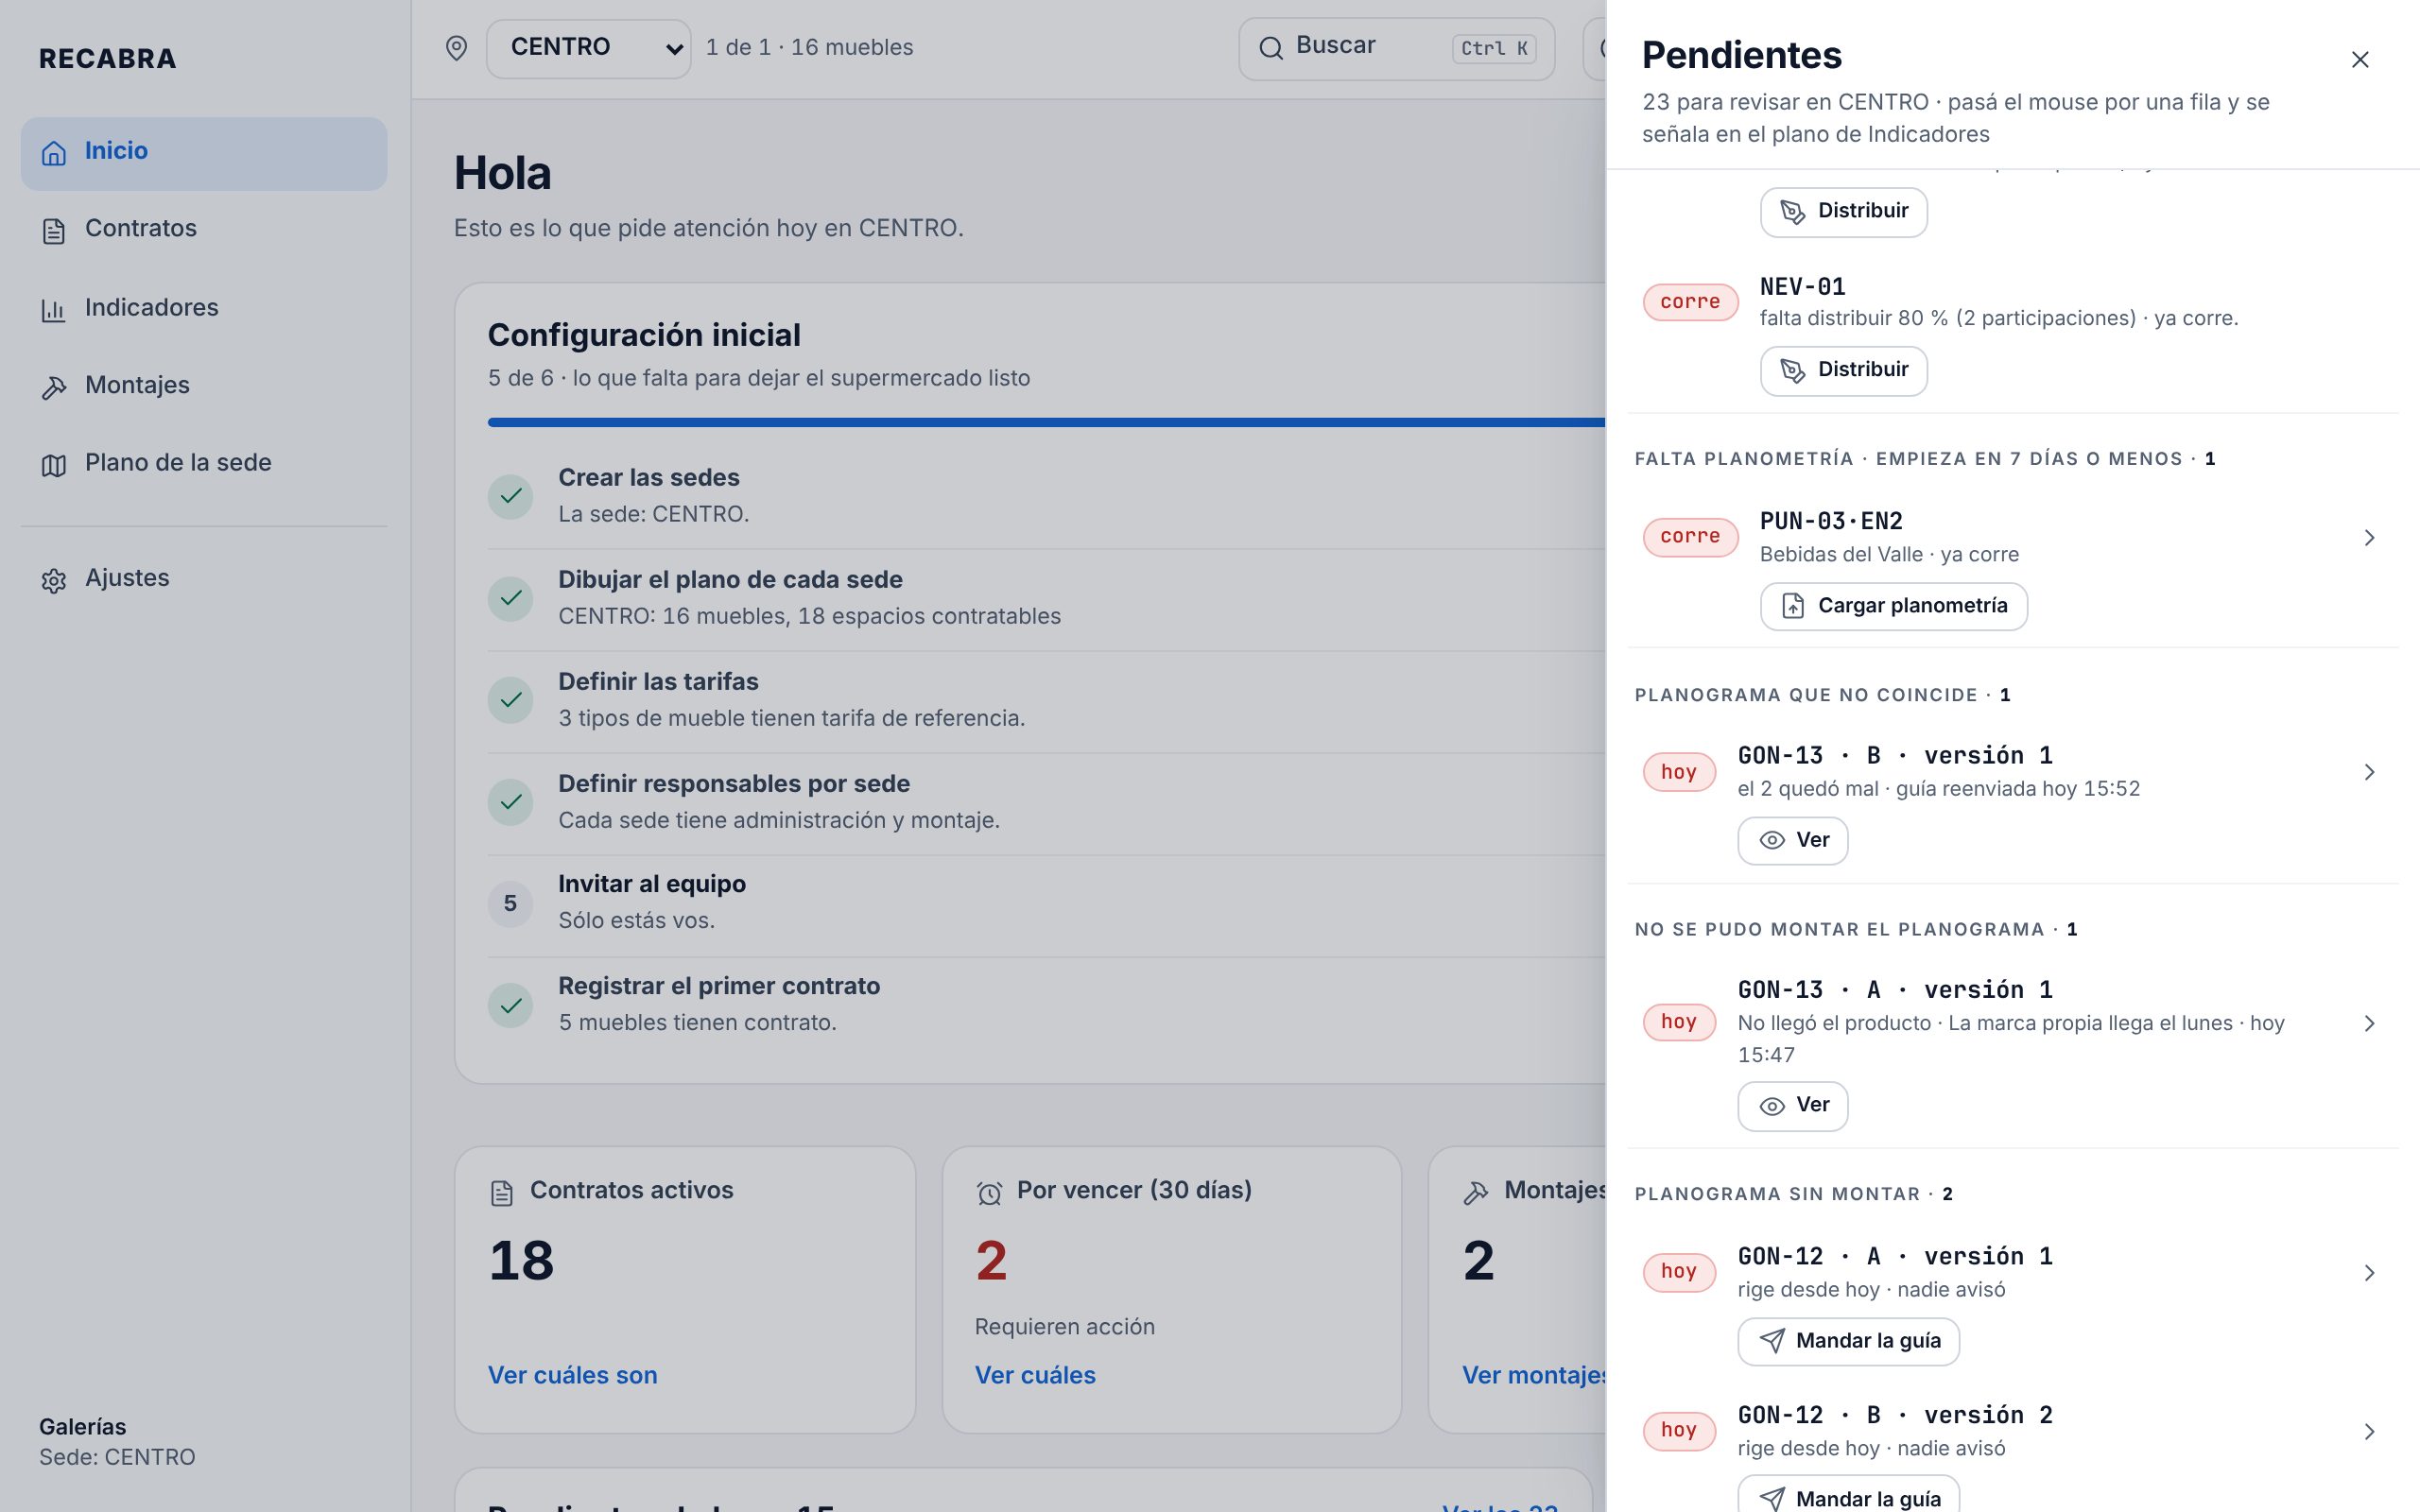 RECABRA
Inicio
Contratos
Indicadores
Montajes
Plano de la sede
Ajustes
Galerías
Sede: CENTRO
CENTRO
1 de 1 · 16 muebles
Buscar
Ctrl K
Hola
Esto es lo que pide atención hoy en CENTRO.
Configuración inicial
5 de 6 · lo que falta para dejar el supermercado listo
Crear las sedes
La sede: CENTRO.
Dibujar el plano de cada sede
CENTRO: 16 muebles, 18 espacios contratables
Definir las tarifas
3 tipos de mueble tienen tarifa de referencia.
Definir responsables por sede
Cada sede tiene administración y montaje.
5
Invitar al equipo
Sólo estás vos.
Registrar el primer contrato
5 muebles tienen contrato.
Contratos activos
18
Ver cuáles son
Por vencer (30 días)
2
Requieren acción
Ver cuáles
Montajes
2
Ver montajes
Pendientes
23 para revisar en CENTRO · pasá el mouse por una fila y se
señala en el plano de Indicadores
Distribuir
corre
NEV-01
falta distribuir 80 % (2 participaciones) · ya corre.
Distribuir
FALTA PLANOMETRÍA · EMPIEZA EN 7 DÍAS O MENOS · 1
corre
PUN-03·EN2
Bebidas del Valle · ya corre
Cargar planometría
PLANOGRAMA QUE NO COINCIDE · 1
hoy
GON-13 · B · versión 1
el 2 quedó mal · guía reenviada hoy 15:52
Ver
NO SE PUDO MONTAR EL PLANOGRAMA · 1
hoy
GON-13 · A · versión 1
No llegó el producto · La marca propia llega el lunes · hoy
15:47
Ver
PLANOGRAMA SIN MONTAR · 2
hoy
GON-12 · A · versión 1
rige desde hoy · nadie avisó
Mandar la guía
hoy
GON-12 · B · versión 2
rige desde hoy · nadie avisó
Mandar la guía